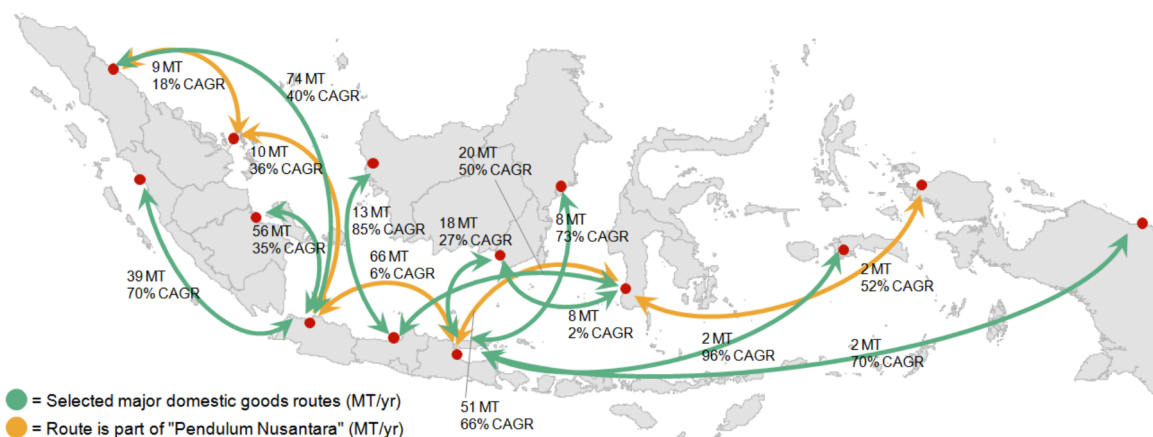 9 MT
18% CAGR
74 MT
40% CAGR
10 MT
36% CAGR
20 MT
50% CAGR
13 MT
85% CAGR
18 MT
27% CAGR
8 MT
73% CAGR
56 MT
35% CAGR
66 MT
6% CAGR
39 MT
70% CAGR
2 MT
52% CAGR
8 MT
2% CAGR
2 MT
96% CAGR
2 MT
70% CAGR
51 MT
66% CAGR
= Selected major domestic goods routes (MT/yr)
= Route is part of "Pendulum Nusantara" (MT/yr)